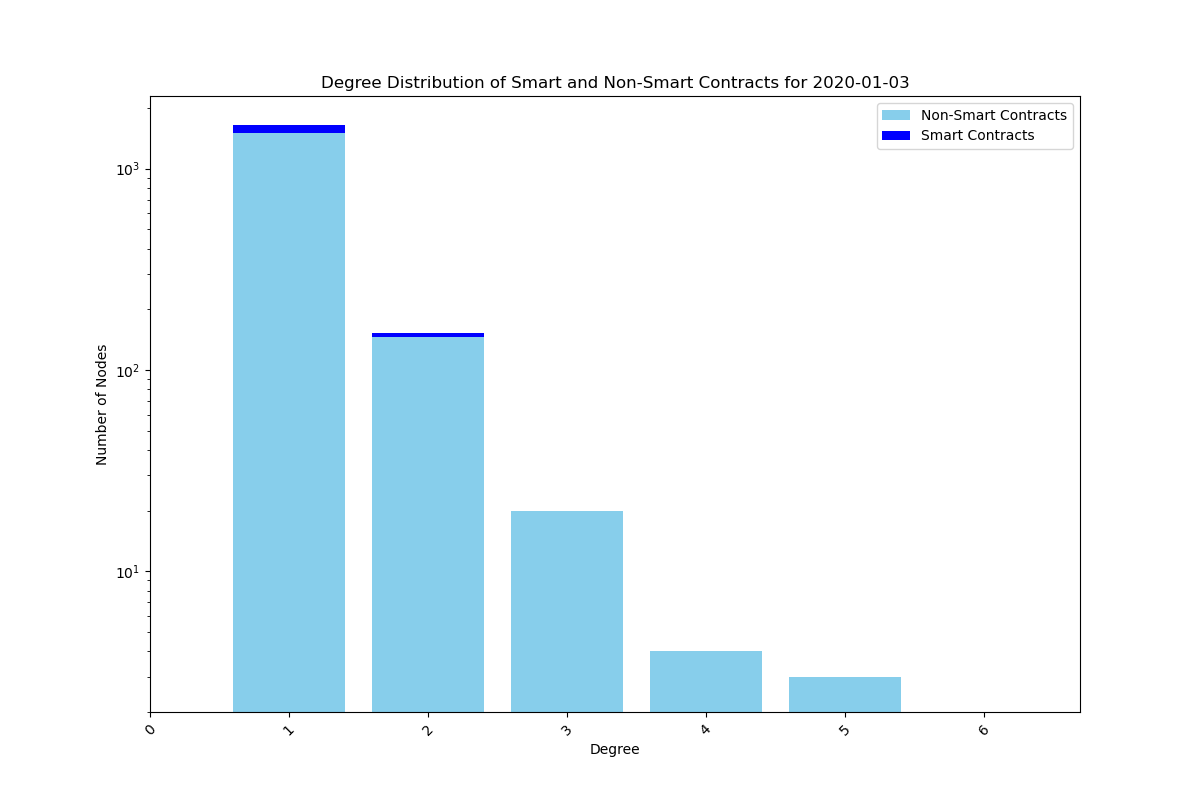 Degree Distribution of Smart and Non-Smart Contracts for 2020-01-03
Non-Smart Contracts
Smart Contracts
10³
10²
10¹
Number of Nodes
0 1 2 3 4 5 6
Degree